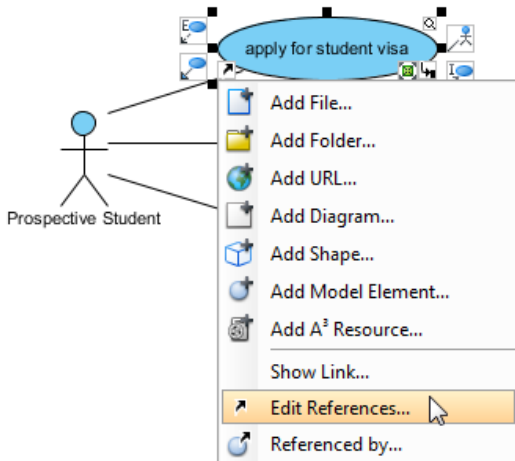 E
apply for student visa
I
Add File...
Add Folder...
Add URL...
Add Diagram...
Prospective Student
Add Shape...
Add Model Element...
Add A³ Resource...
Show Link...
Edit References...
Referenced by...